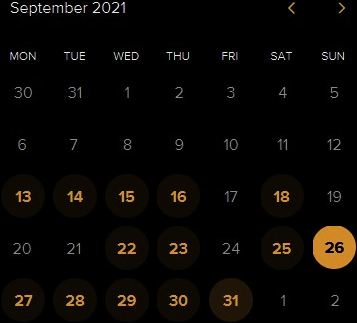 September 2021
MON TUE WED THU FRI SAT SUN
30 31 1 2 3 4 5
6 7 8 9 10 11 12
13 14 15 16 17 18 19
20 21 22 23 24 25 26
27 28 29 30 31 1 2